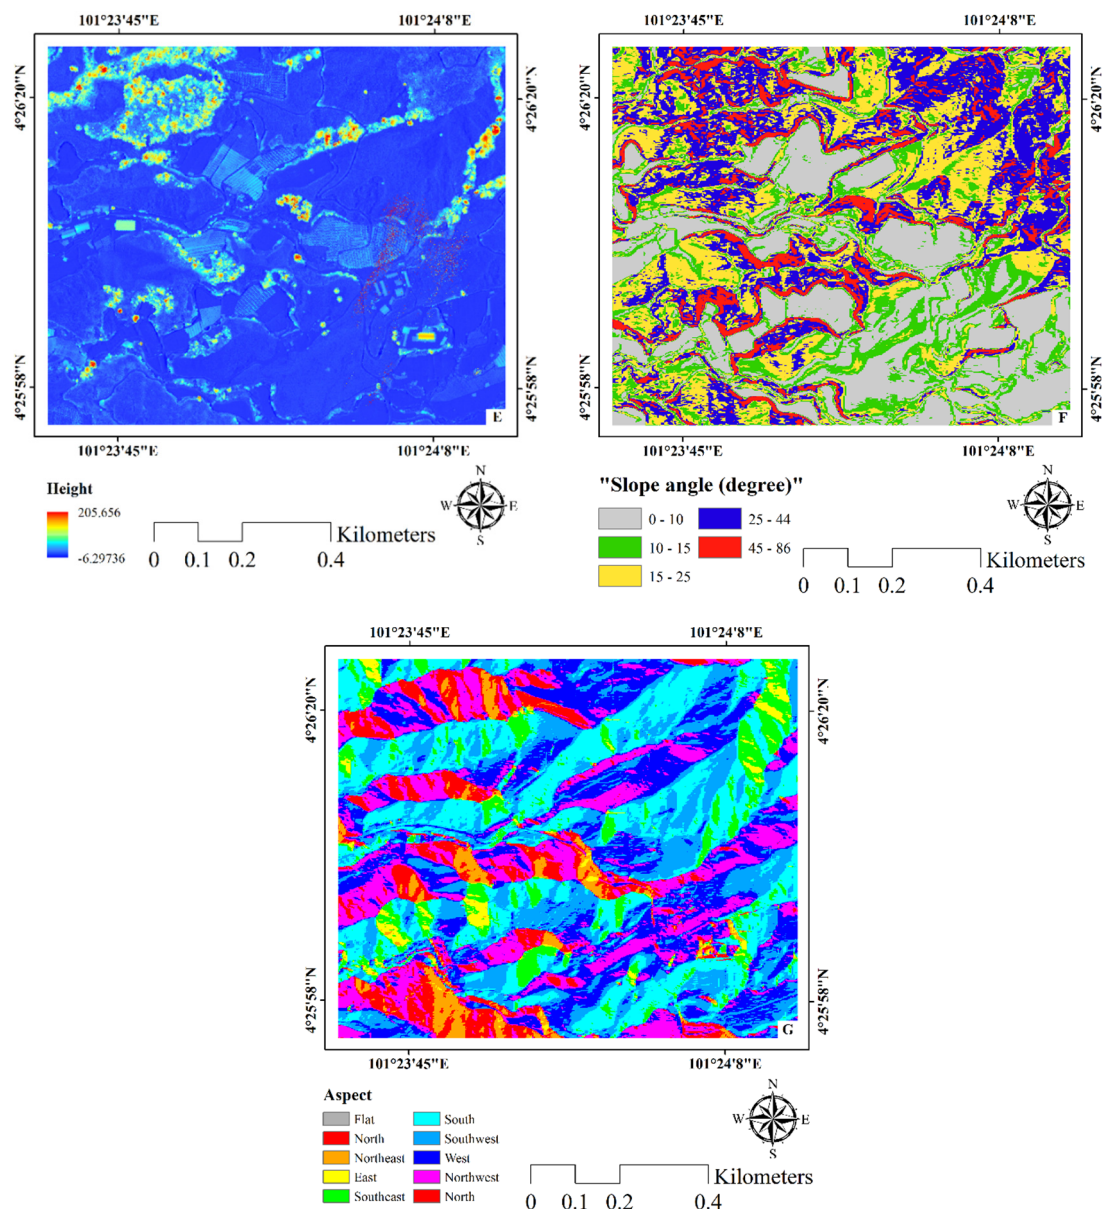 101°23'45"E 101°24'8"E 101°23'45"E 101°24'8"E
4°26'20"N 4°26'20"N 4°26'20"N 4°26'20"N
4°25'58"N 4°25'58"N 4°25'58"N 4°25'58"N
E F
101°23'45"E 101°24'8"E 101°23'45"E 101°24'8"E
Height
205,656
-6.29736
Kilometers
0 0.1 0.2 0.4
N
W E
S
"Slope angle (degree)"
0 - 10 25 - 44
10 - 15 45 - 86
15 - 25
N
W E
S
Kilometers
0 0.1 0.2 0.4
101°23'45"E 101°24'8"E
4°26'20"N 4°26'20"N
4°25'58"N 4°25'58"N
G
101°23'45"E 101°24'8"E
Aspect
Flat South
North Southwest
Northeast West
East Northwest
Southeast North
N
W E
S
Kilometers
0 0.1 0.2 0.4